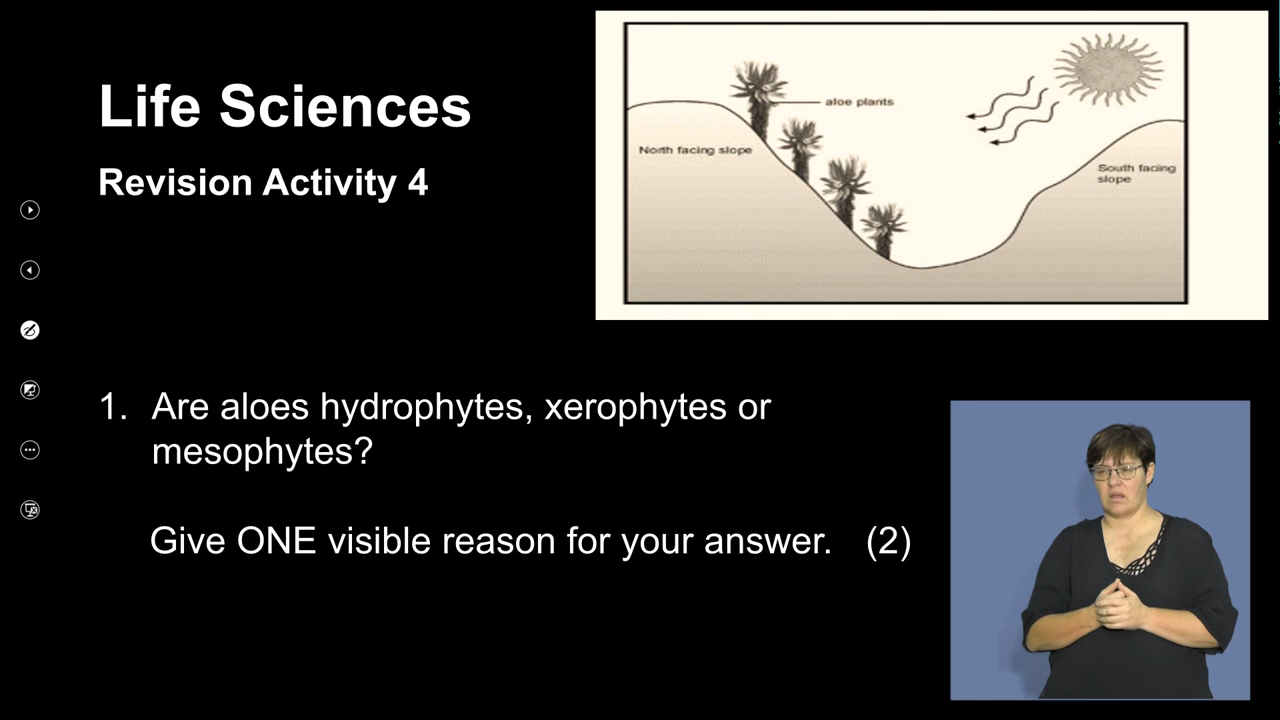 Life Sciences
Revision Activity 4
aloe plants
North facing slope
South facing
slope
1. Are aloes hydrophytes, xerophytes or
mesophytes?
Give ONE visible reason for your answer. (2)